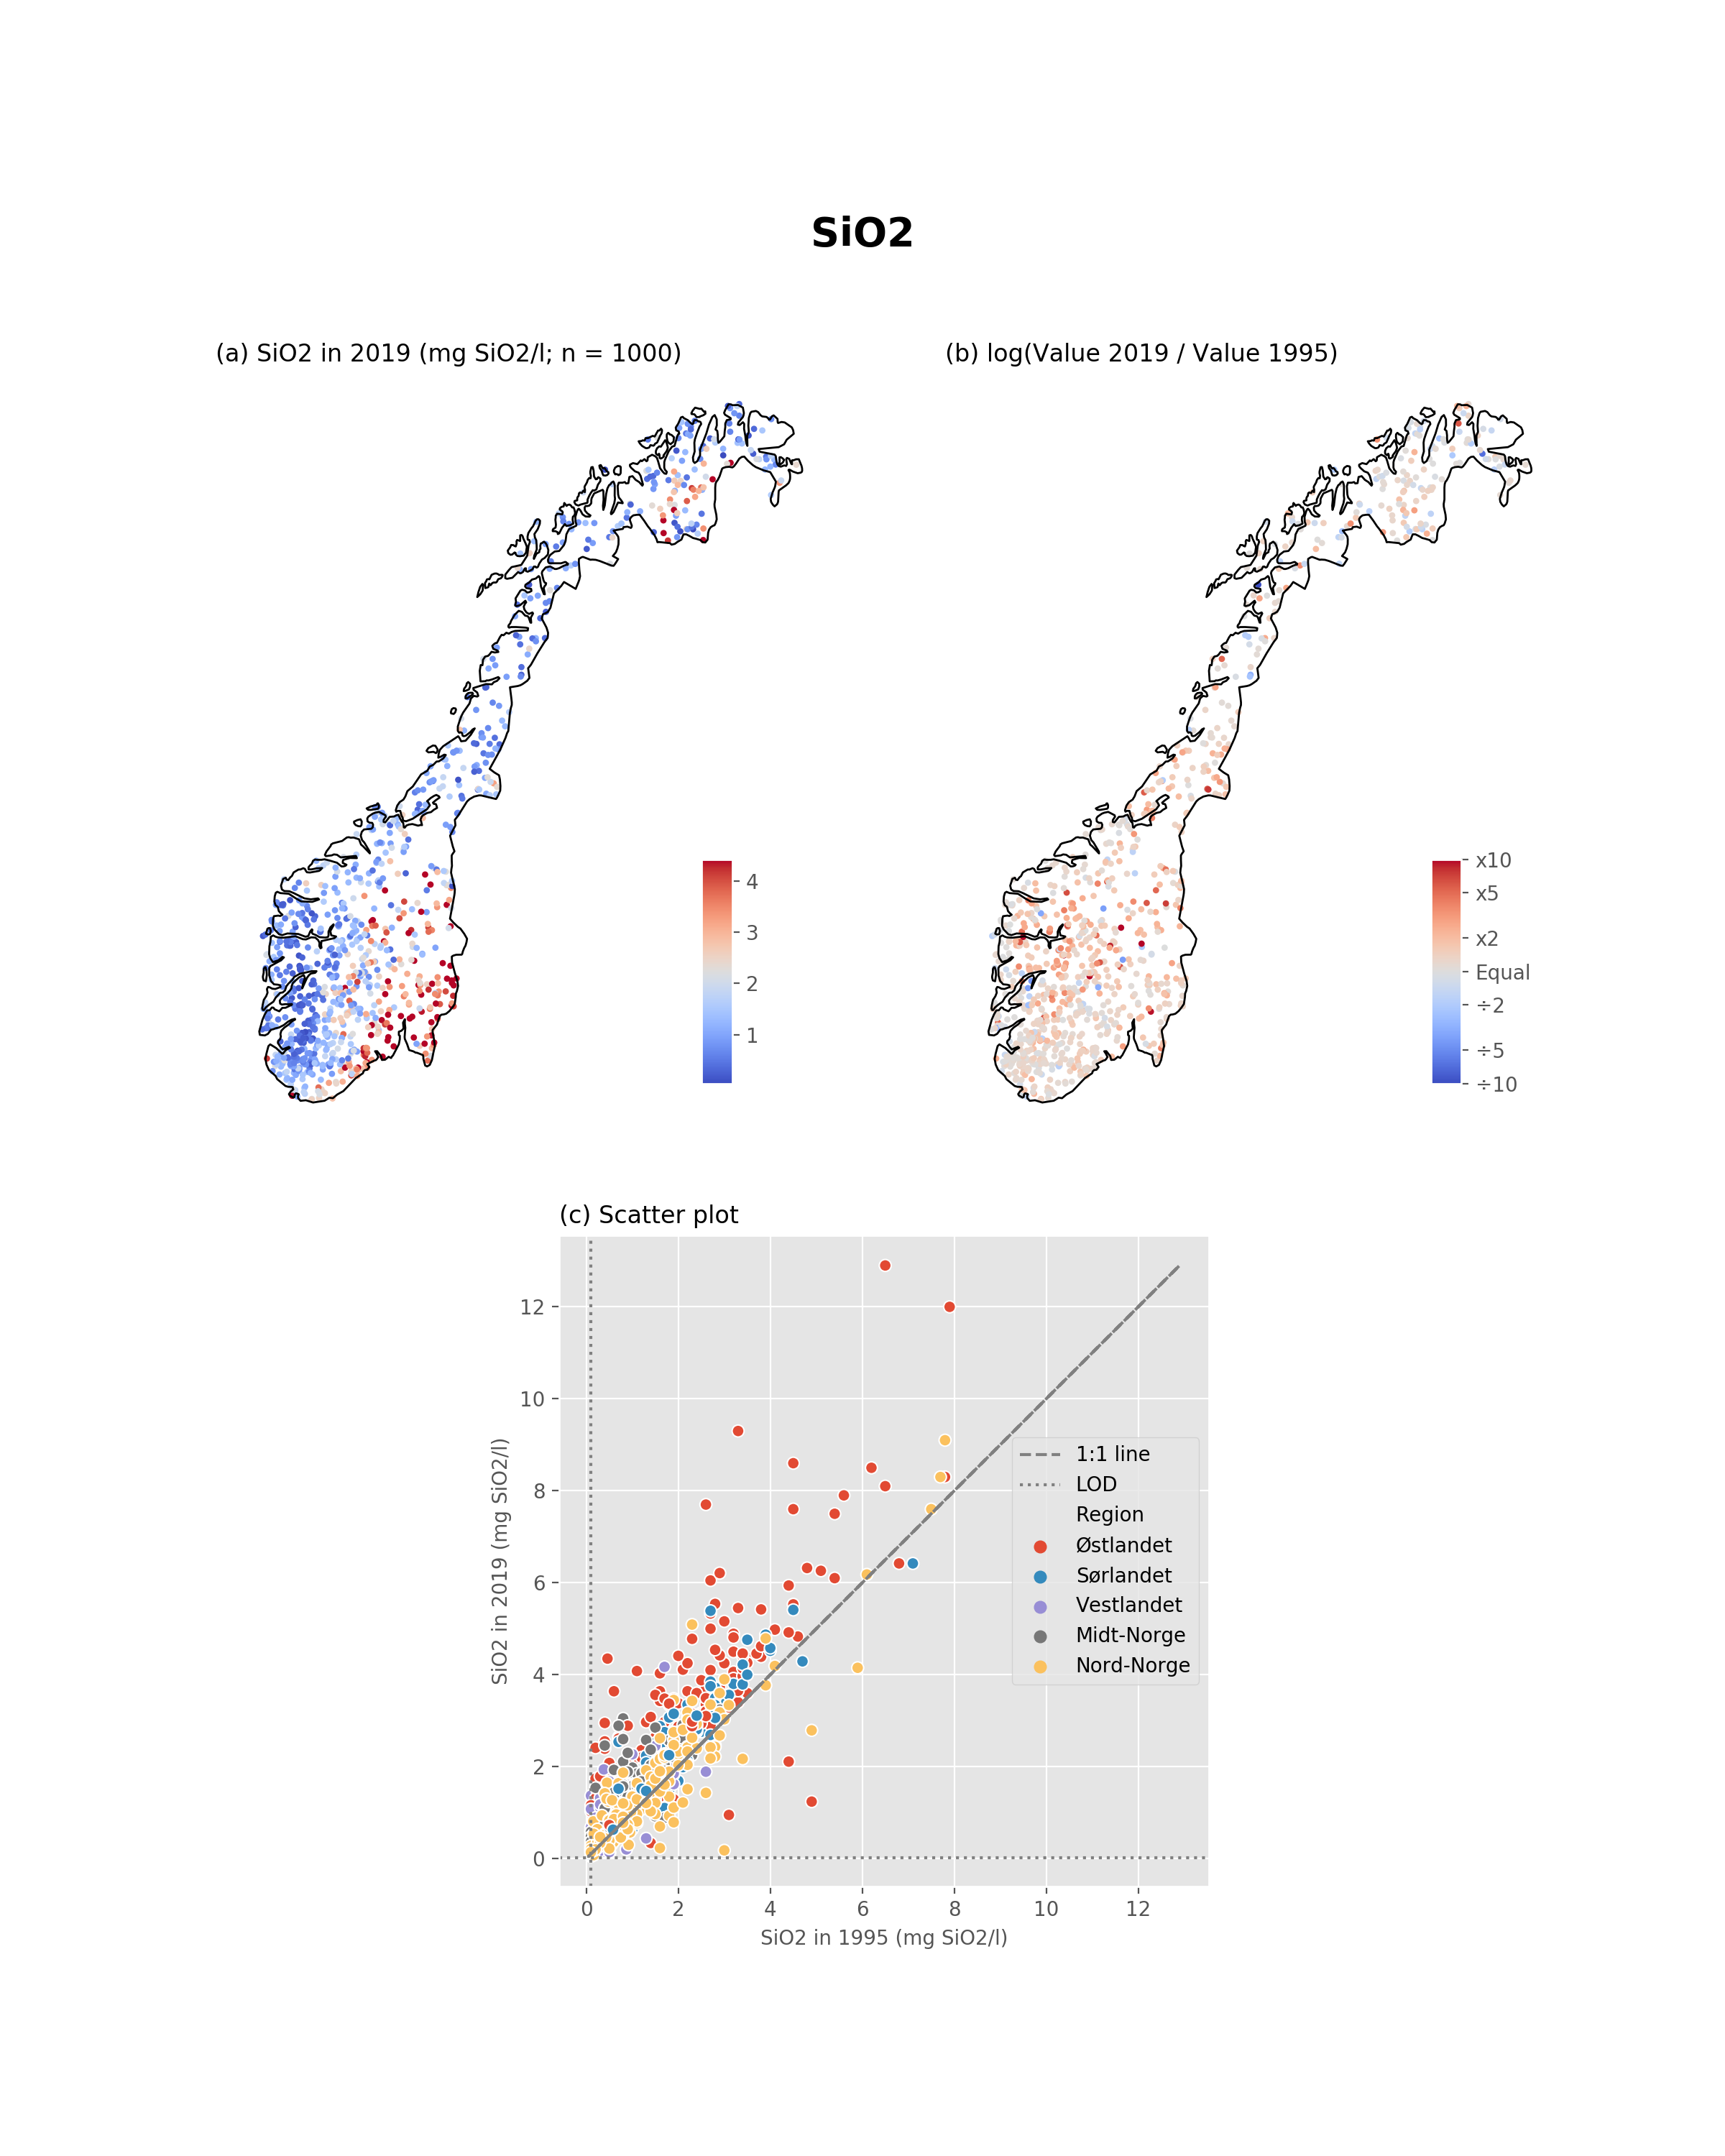 SiO2
(a) SiO2 in 2019 (mg SiO2/l; n = 1000)
4
3
2
1
(b) log(Value 2019 / Value 1995)
x10
x5
x2
Equal
÷2
÷5
÷10
(c) Scatter plot
SiO2 in 2019 (mg SiO2/l)
12
10
8
6
4
2
0
0 2 4 6 8 10 12
SiO2 in 1995 (mg SiO2/l)
1:1 line
LOD
Region
Østlandet
Sørlandet
Vestlandet
Midt-Norge
Nord-Norge